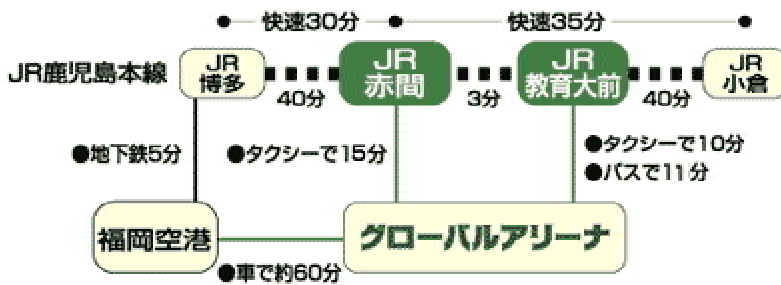 快速30分
快速35分
JR鹿児島本線
JR
博多
JR
赤間
JR
教育大前
JR
小倉
40分
3分
40分
●地下鉄5分
●タクシーで15分
●タクシーで10分
●バスで11分
福岡空港
グローバルアリーナ
●車で約60分